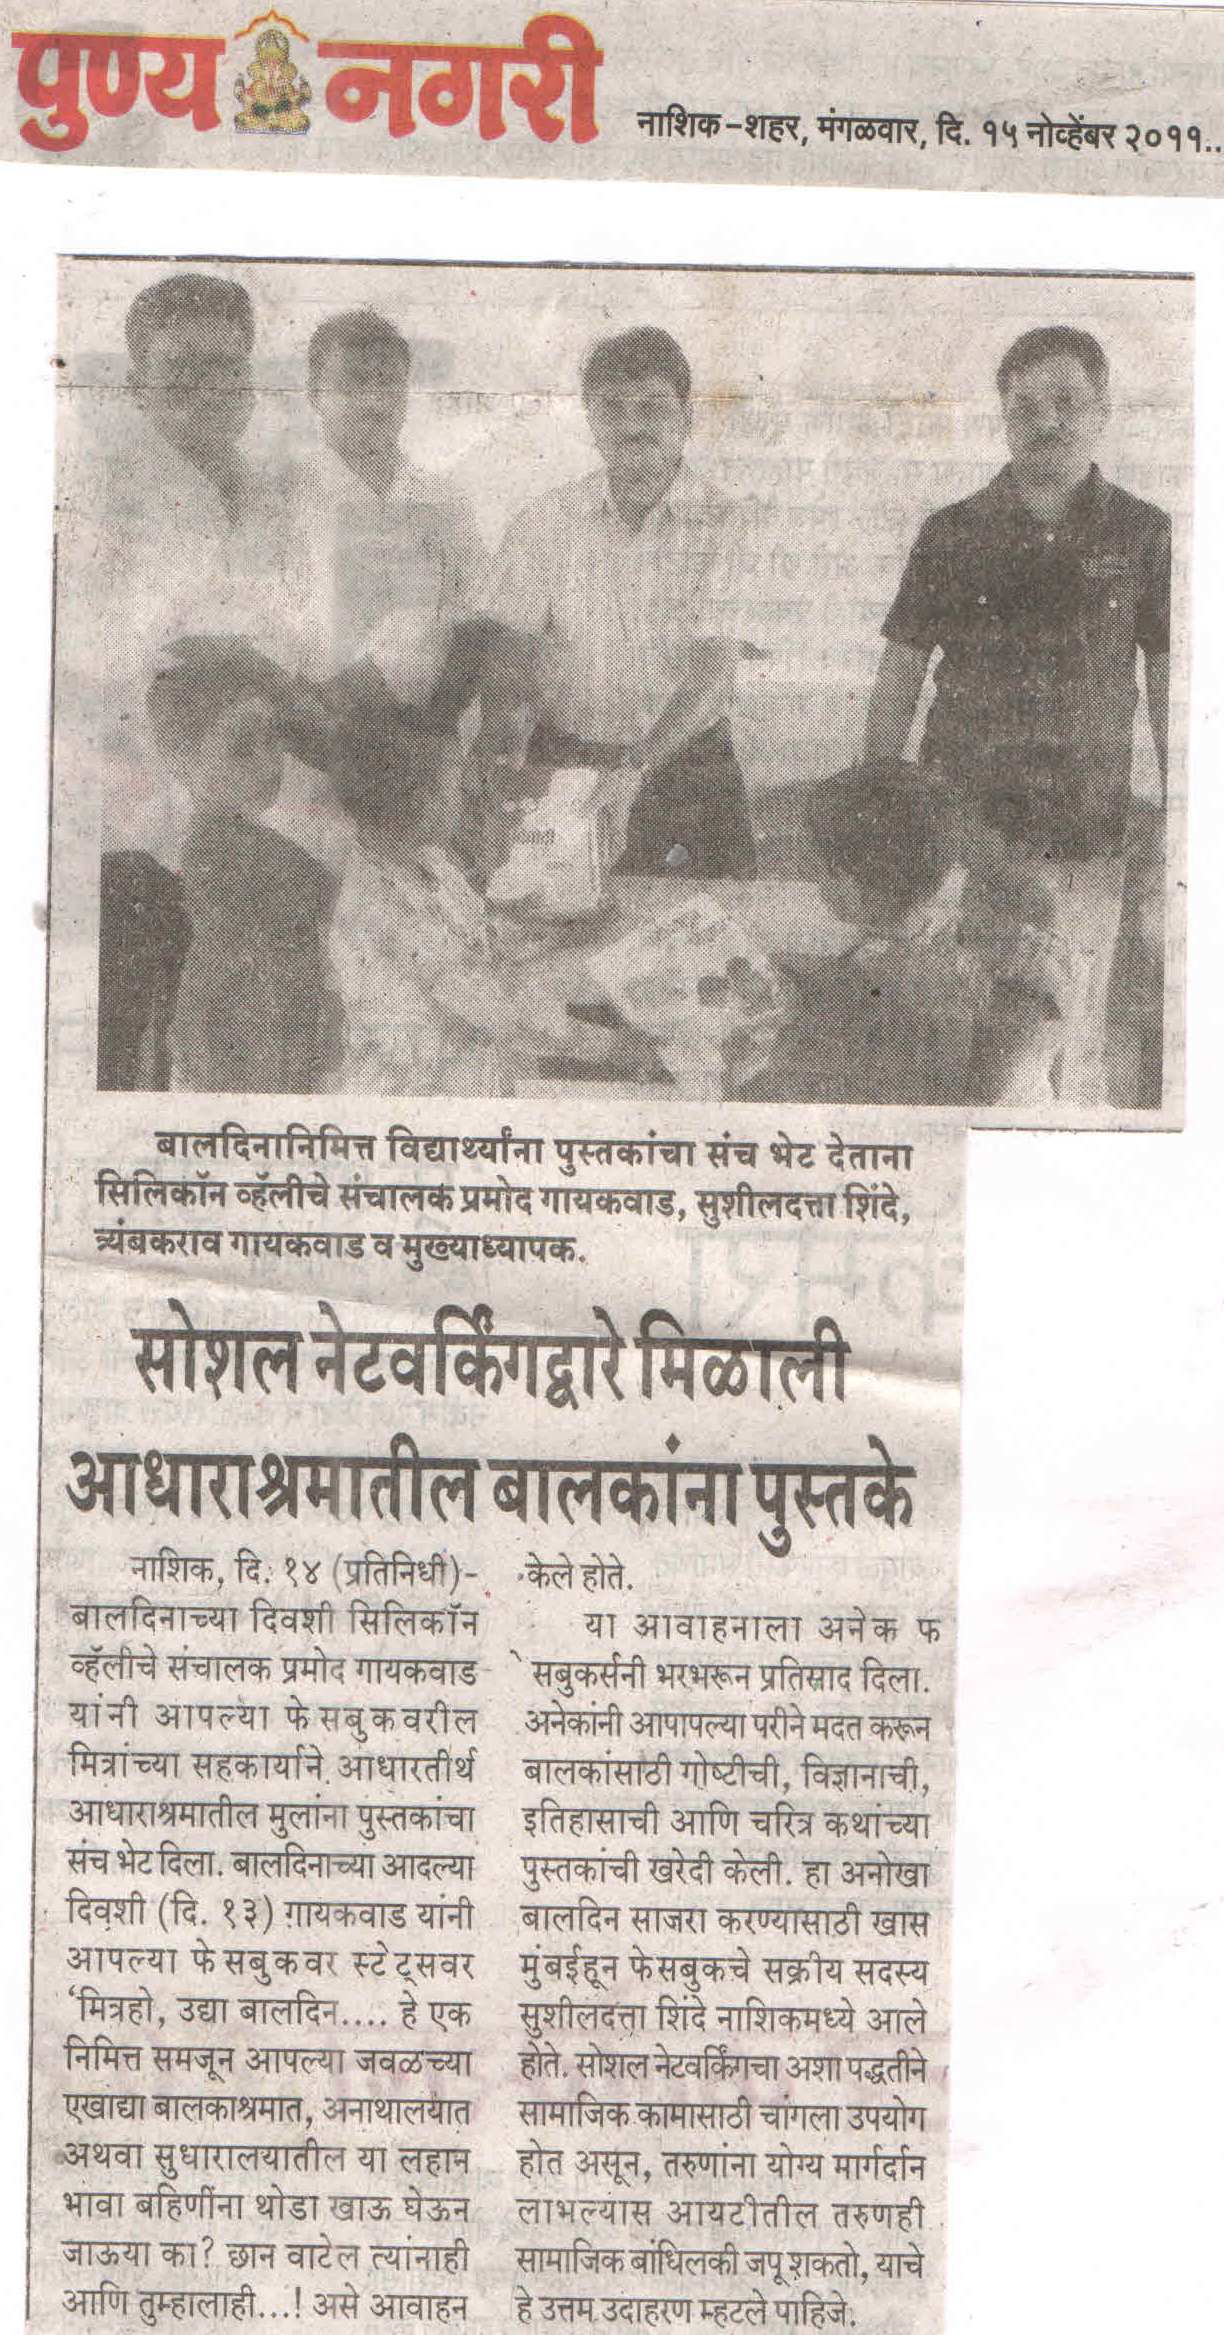 पुण्य नगरी
नाशिक-शहर, मंगळवार, दि. १५ नोव्हेंबर २०११..
बालदिनानिमित्त विद्यार्थ्यांना पुस्तकांचा संच भेट देताना
सिलिकॉन व्हॅलीचे संचालक प्रमोद गायकवाड, सुशीलदत्ता शिंदे,
त्र्यंबकराव गायकवाड व मुख्याध्यापक.
सोशल नेटवर्किंगद्वारे मिळाली
आधाराश्रमातील बालकांना पुस्तके
नाशिक, दि. १४ (प्रतिनिधी)-
बालदिनाच्या दिवशी सिलिकॉन
व्हॅलीचे संचालक प्रमोद गायकवाड
यांनी आपल्या फेसबुकवरील
मित्रांच्या सहकार्याने आधारतीर्थ
आधाराश्रमातील मुलांना पुस्तकांचा
संच भेट दिला. बालदिनाच्या आदल्या
दिवशी (दि. १३) गायकवाड यांनी
आपल्या फेसबुकवर स्टेट्सवर
‘मित्रहो, उद्या बालदिन.... हे एक
निमित्त समजून आपल्या जवळच्या
एखाद्या बालकाश्रमात, अनाथालयात
अथवा सुधारालयातील या लहान
भावा बहिणींना थोडा खाऊ घेऊन
जाऊया का? छान वाटेल त्यांनाही
आणि तुम्हालाही...! असे आवाहन
केले होते.
या आवाहनाला अनेक फ
ेसबुकर्सनी भरभरून प्रतिसाद दिला.
अनेकांनी आपापल्या परीने मदत करून
बालकांसाठी गोष्टीची, विज्ञानाची,
इतिहासाची आणि चरित्र कथांच्या
पुस्तकांची खरेदी केली. हा अनोखा
बालदिन साजरा करण्यासाठी खास
मुंबईहून फेसबुकचे सक्रीय सदस्य
सुशीलदत्ता शिंदे नाशिकमध्ये आले
होते. सोशल नेटवर्किंगचा अशा पद्धतीने
सामाजिक कामासाठी चांगला उपयोग
होत असून, तरुणांना योग्य मार्गर्दान
लाभल्यास आयटीतील तरुणही
सामाजिक बांधिलकी जपू शकतो, याचे
हे उत्तम उदाहरण म्हटले पाहिजे.